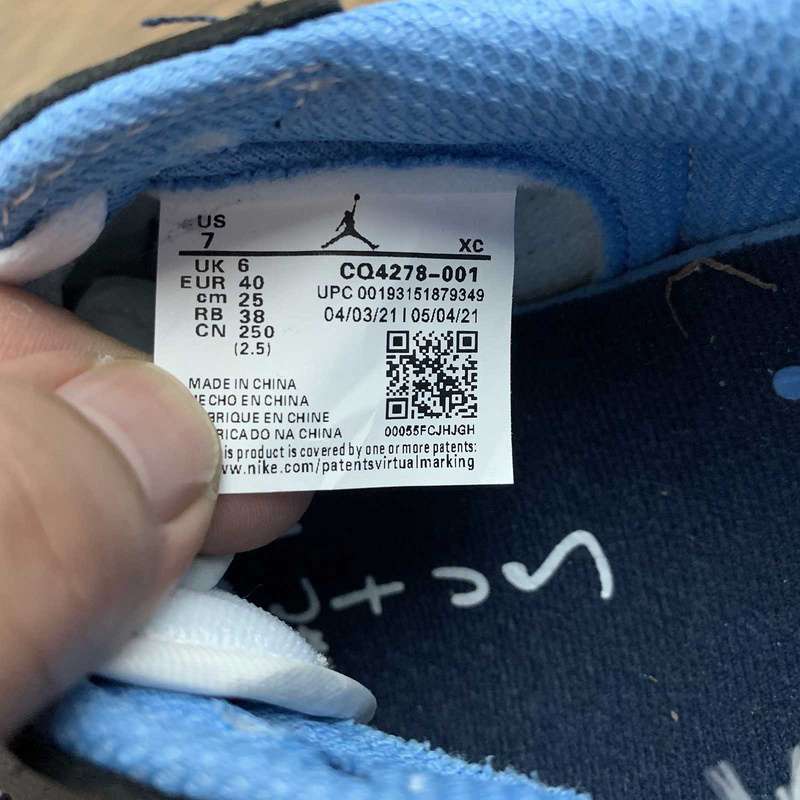 US
7
XC
UK 6
EUR 40
cm 25
RB 38
CN 250
(2.5)
CQ4278-001
UPC 00193151879349
04/03/21 | 05/04/21
00055FCJHJGH
MADE IN CHINA
HECHO EN CHINA
BRIQUE EN CHINE
RICADO NA CHINA
is product is covered by one or more patents:
www.nike.com/patentsvirtualmarking